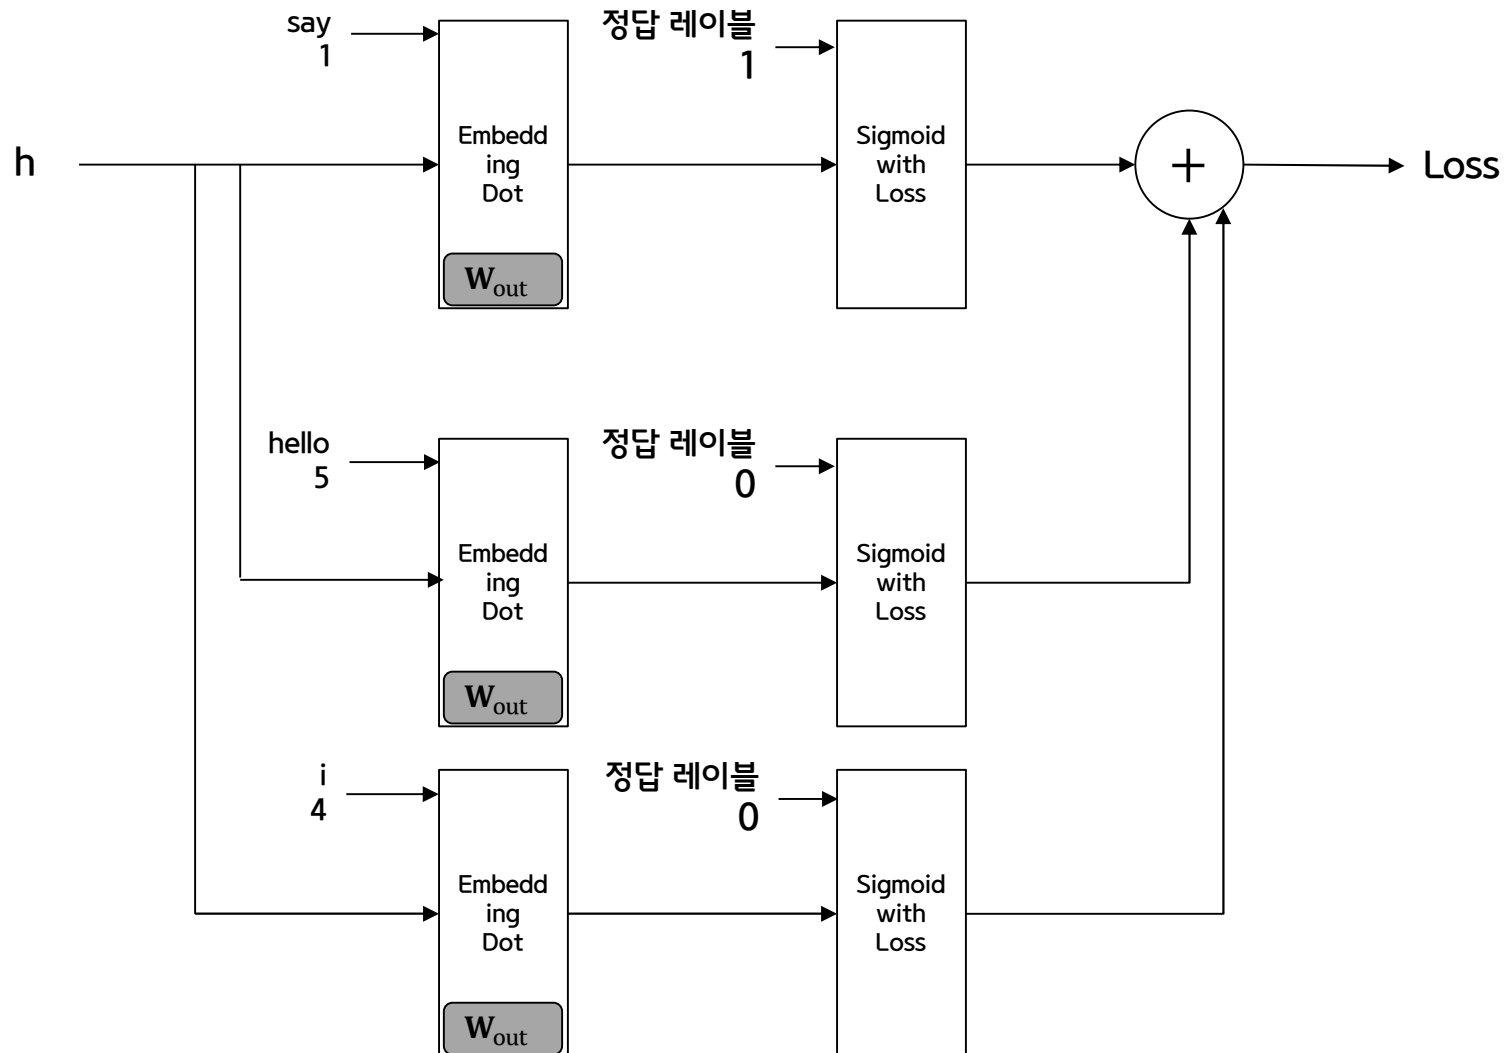 say
1
정답 레이블
1
h
Embedd
ing
Dot
Sigmoid
with
Loss
+
Loss
Wout
hello
5
정답 레이블
0
Embedd
ing
Dot
Sigmoid
with
Loss
Wout
i
4
정답 레이블
0
Embedd
ing
Dot
Sigmoid
with
Loss
Wout